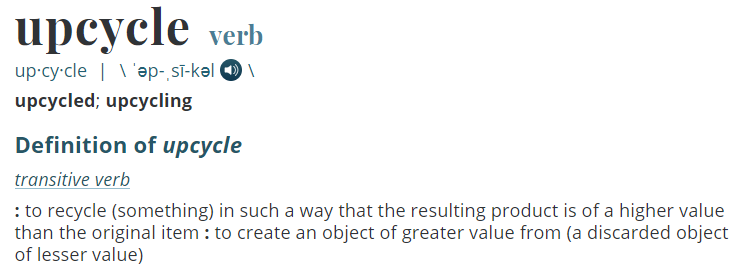 upcycle verb
up·cy·cle | \ ˈəp-ˌsī-kəl \
upcycled; upcycling
Definition of upcycle
transitive verb
: to recycle (something) in such a way that the resulting product is of a higher value
than the original item : to create an object of greater value from (a discarded object
of lesser value)